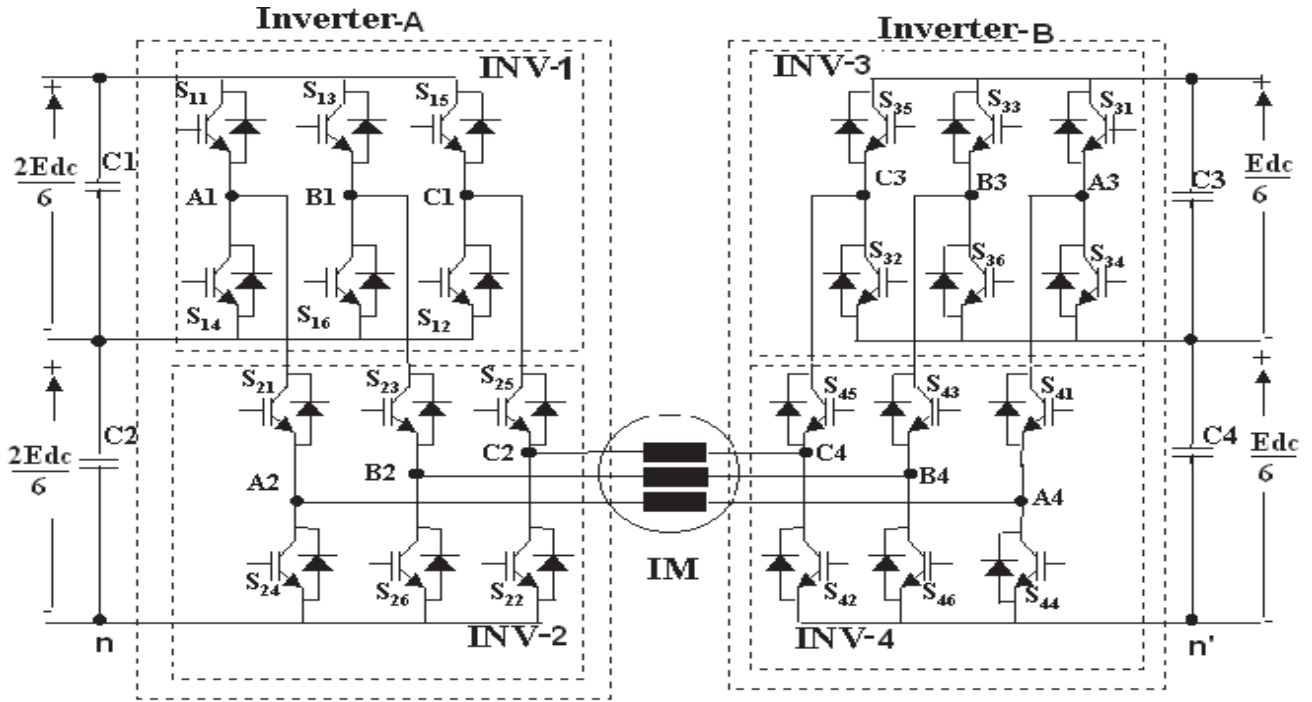 Inverter-A
Inverter-B
INV-1
INV-3
S11
S13
S15
S35
S33
S31
+
+
2Edc
6
C1
A1
B1
C1
C3
B3
A3
C3
Edc
6
S14
S16
S12
S32
S36
S34
-
-
+
+
S21
S23
S25
S45
S43
S41
2Edc
6
C2
A2
B2
C2
C4
B4
A4
C4
Edc
6
IM
S24
S26
S22
S42
S46
S44
-
-
n
INV-2
INV-4
n'